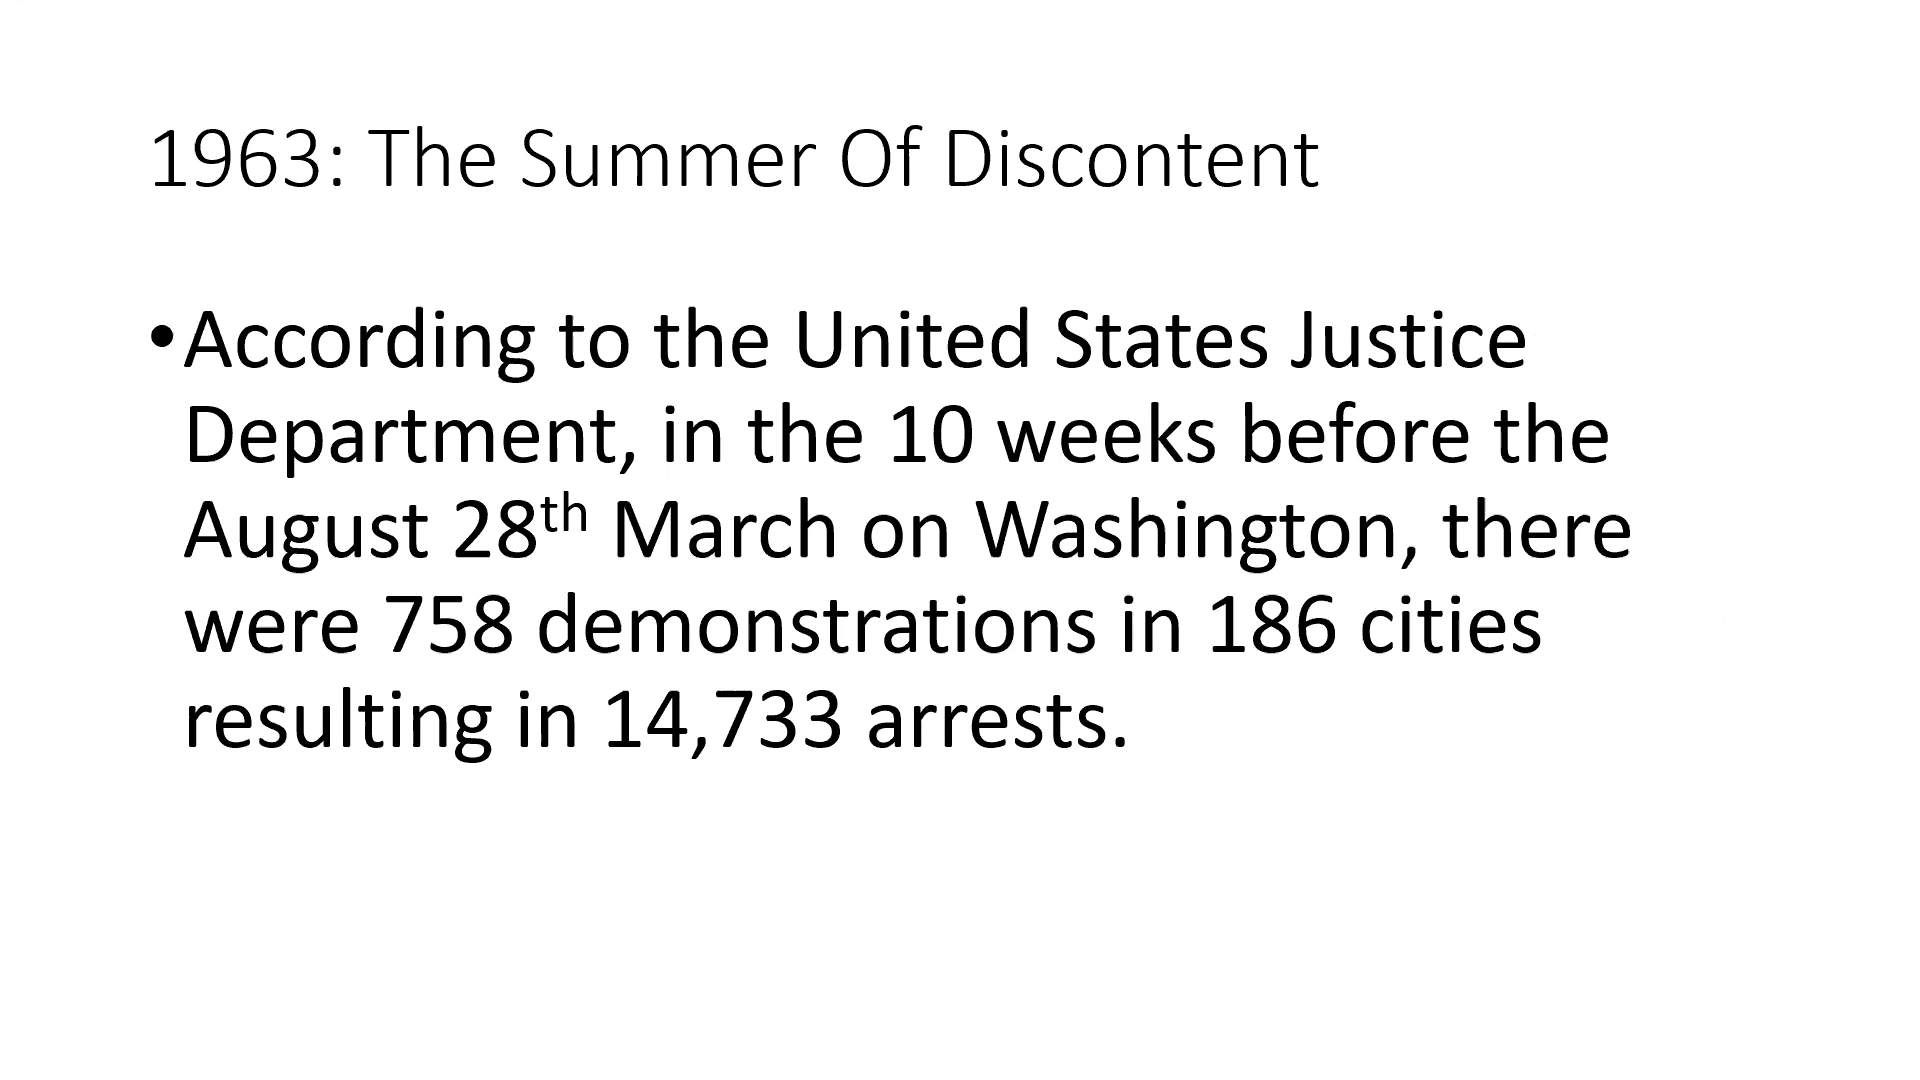 1963: The Summer Of Discontent
•According to the United States Justice
Department, in the 10 weeks before the
August 28th March on Washington, there
were 758 demonstrations in 186 cities
resulting in 14,733 arrests.